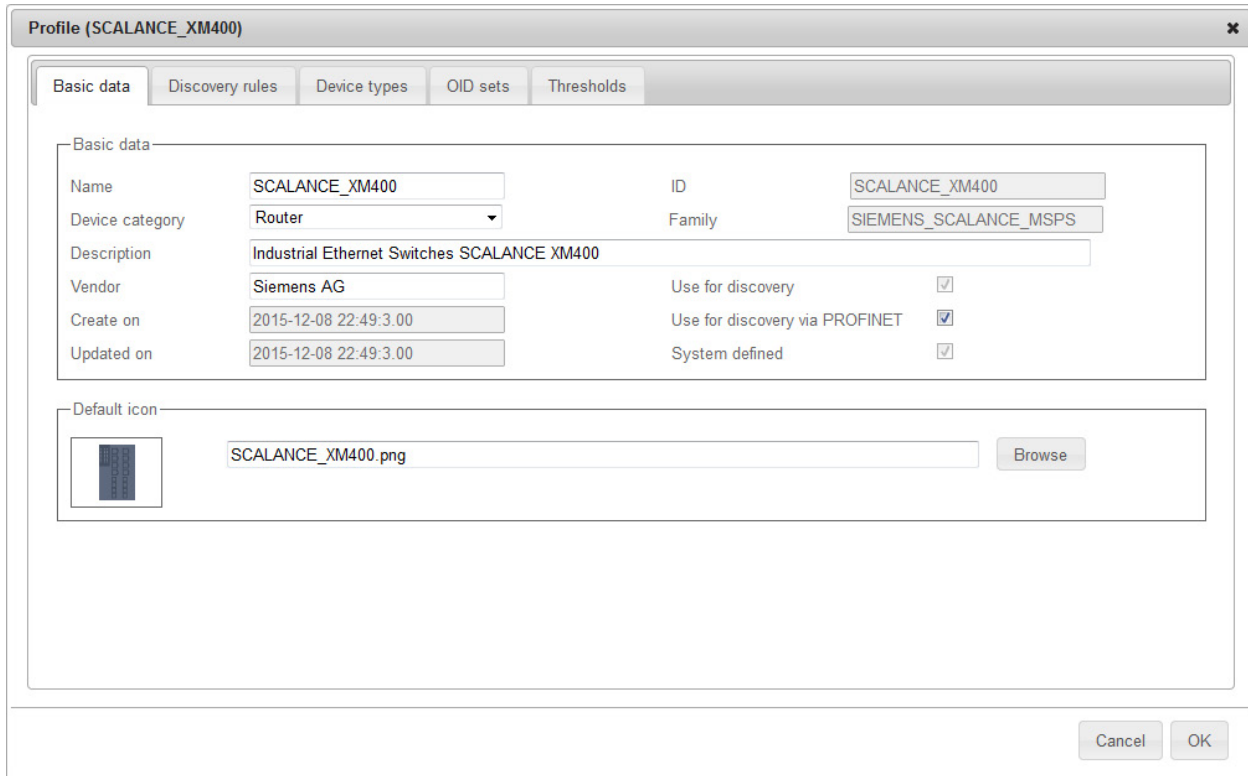 Profile (SCALANCE_XM400)
Basic data Discovery rules Device types OID sets Thresholds
Basic data
Name SCALANCE_XM400 ID SCALANCE_XM400
Device category Router Family SIEMENS_SCALANCE_MSPS
Description Industrial Ethernet Switches SCALANCE XM400
Vendor Siemens AG Use for discovery
Create on 2015-12-08 22:49:3.00 Use for discovery via PROFINET
Updated on 2015-12-08 22:49:3.00 System defined
Default icon
SCALANCE_XM400.png Browse
Cancel OK